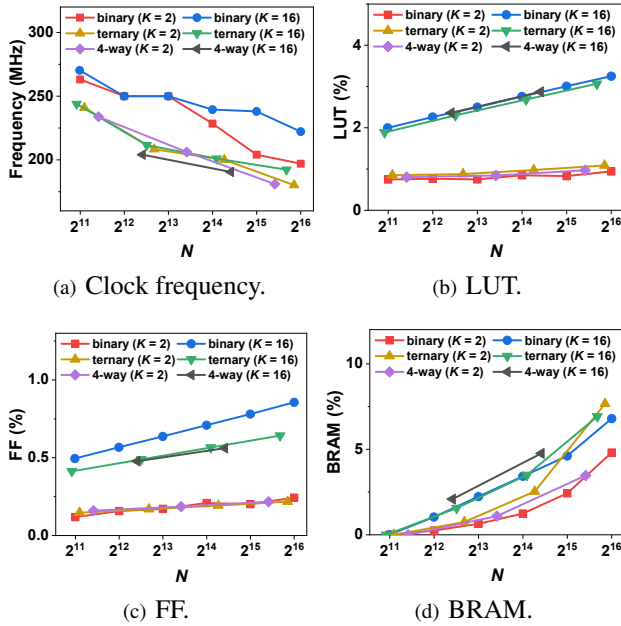 binary (K = 2) binary (K = 16)
ternary (K = 2) ternary (K = 16)
4-way (K = 2) 4-way (K = 16)
Frequency (MHz)
300
250
200
2^11 2^12 2^13 2^14 2^15 2^16
N
(a) Clock frequency.
binary (K = 2) binary (K = 16)
ternary (K = 2) ternary (K = 16)
4-way (K = 2) 4-way (K = 16)
LUT (%)
4
2
0
2^11 2^12 2^13 2^14 2^15 2^16
N
(b) LUT.
binary (K = 2) binary (K = 16)
ternary (K = 2) ternary (K = 16)
4-way (K = 2) 4-way (K = 16)
FF (%)
1.0
0.5
0.0
2^11 2^12 2^13 2^14 2^15 2^16
N
(c) FF.
binary (K = 2) binary (K = 16)
ternary (K = 2) ternary (K = 16)
4-way (K = 2) 4-way (K = 16)
BRAM (%)
10
5
0
2^11 2^12 2^13 2^14 2^15 2^16
N
(d) BRAM.